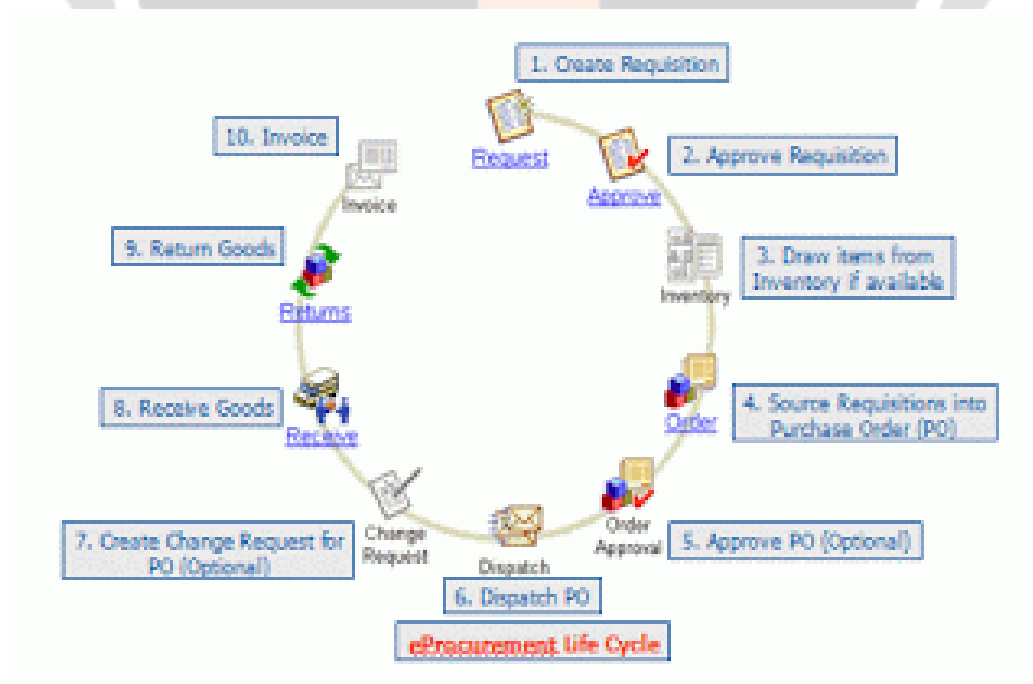 1. Create Requisition
Request
2. Approve Requisition
Approve
3. Draw items from
Inventory if available
Inventory
4. Source Requisitions into
Purchase Order (PO)
Order
5. Approve PO (Optional)
Order
Approval
Dispatch
6. Dispatch PO
7. Create Change Request for
PO (Optional)
Change
Request
8. Receive Goods
Receive
9. Return Goods
Returns
10. Invoice
Invoice
eProcurement Life Cycle